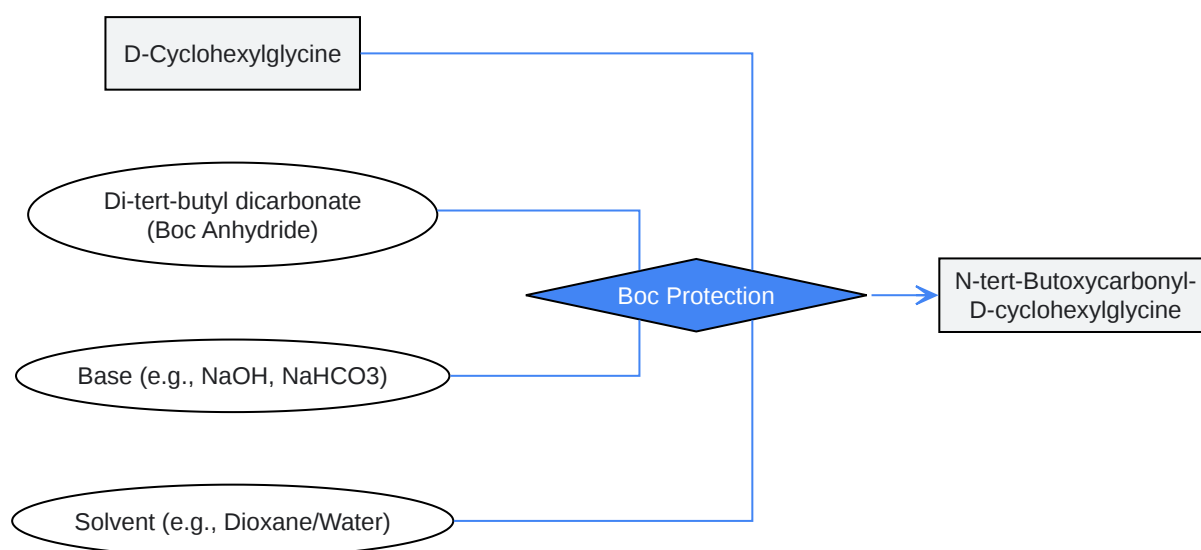 D-Cyclohexylglycine
Di-tert-butyl dicarbonate
(Boc Anhydride)
Boc Protection
N-tert-Butoxycarbonyl-
D-cyclohexylglycine
Base (e.g., NaOH, NaHCO3)
Solvent (e.g., Dioxane/Water)